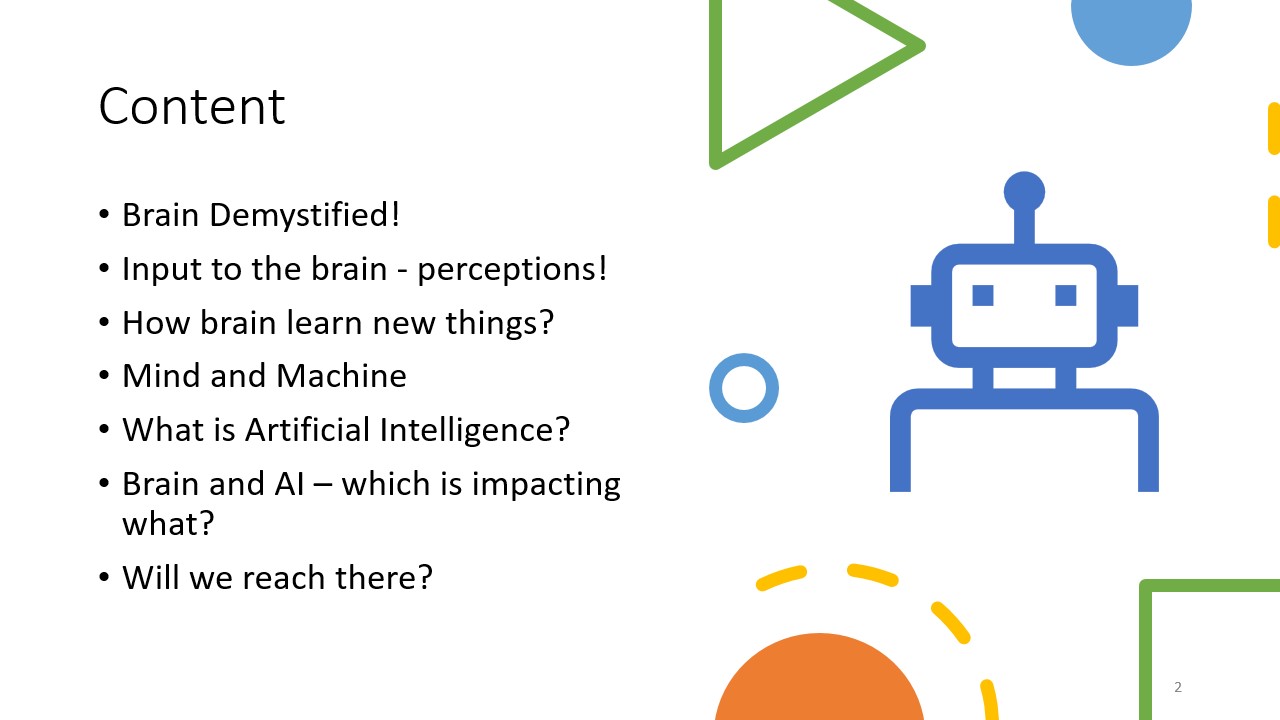 Content
• Brain Demystified!
• Input to the brain - perceptions!
• How brain learn new things?
• Mind and Machine
• What is Artificial Intelligence?
• Brain and AI – which is impacting
what?
• Will we reach there?
2